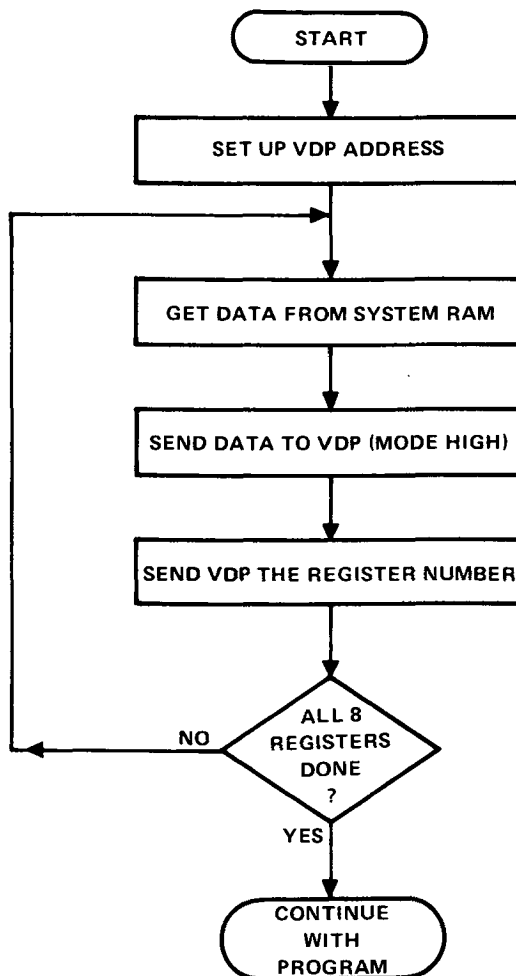 START
SET UP VDP ADDRESS
GET DATA FROM SYSTEM RAM
SEND DATA TO VDP (MODE HIGH)
SEND VDP THE REGISTER NUMBER
ALL 8
REGISTERS
DONE
?
NO
YES
CONTINUE
WITH
PROGRAM